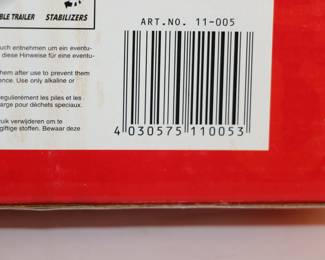 BLE TRAILER STABILIZERS
ART.NO. 11-005
uch entnehmen um ein eventu-
diese Hinweise für eine eventu-
hem after use to prevent them
ence. Use only alkaline or
regulierement les piles et les
arge pour déchets speciaux.
ruik verwijderen om te
giftige stoffen. Bewaar deze
4 030575 110053